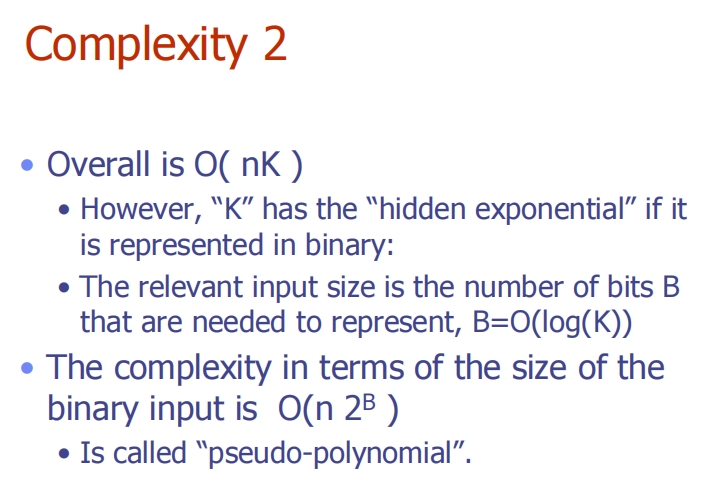 Complexity 2
• Overall is O( nK )
• However, “K” has the “hidden exponential” if it
is represented in binary:
• The relevant input size is the number of bits B
that are needed to represent, B=O(log(K))
• The complexity in terms of the size of the
binary input is  O(n 2ᴮ )
• Is called “pseudo-polynomial”.